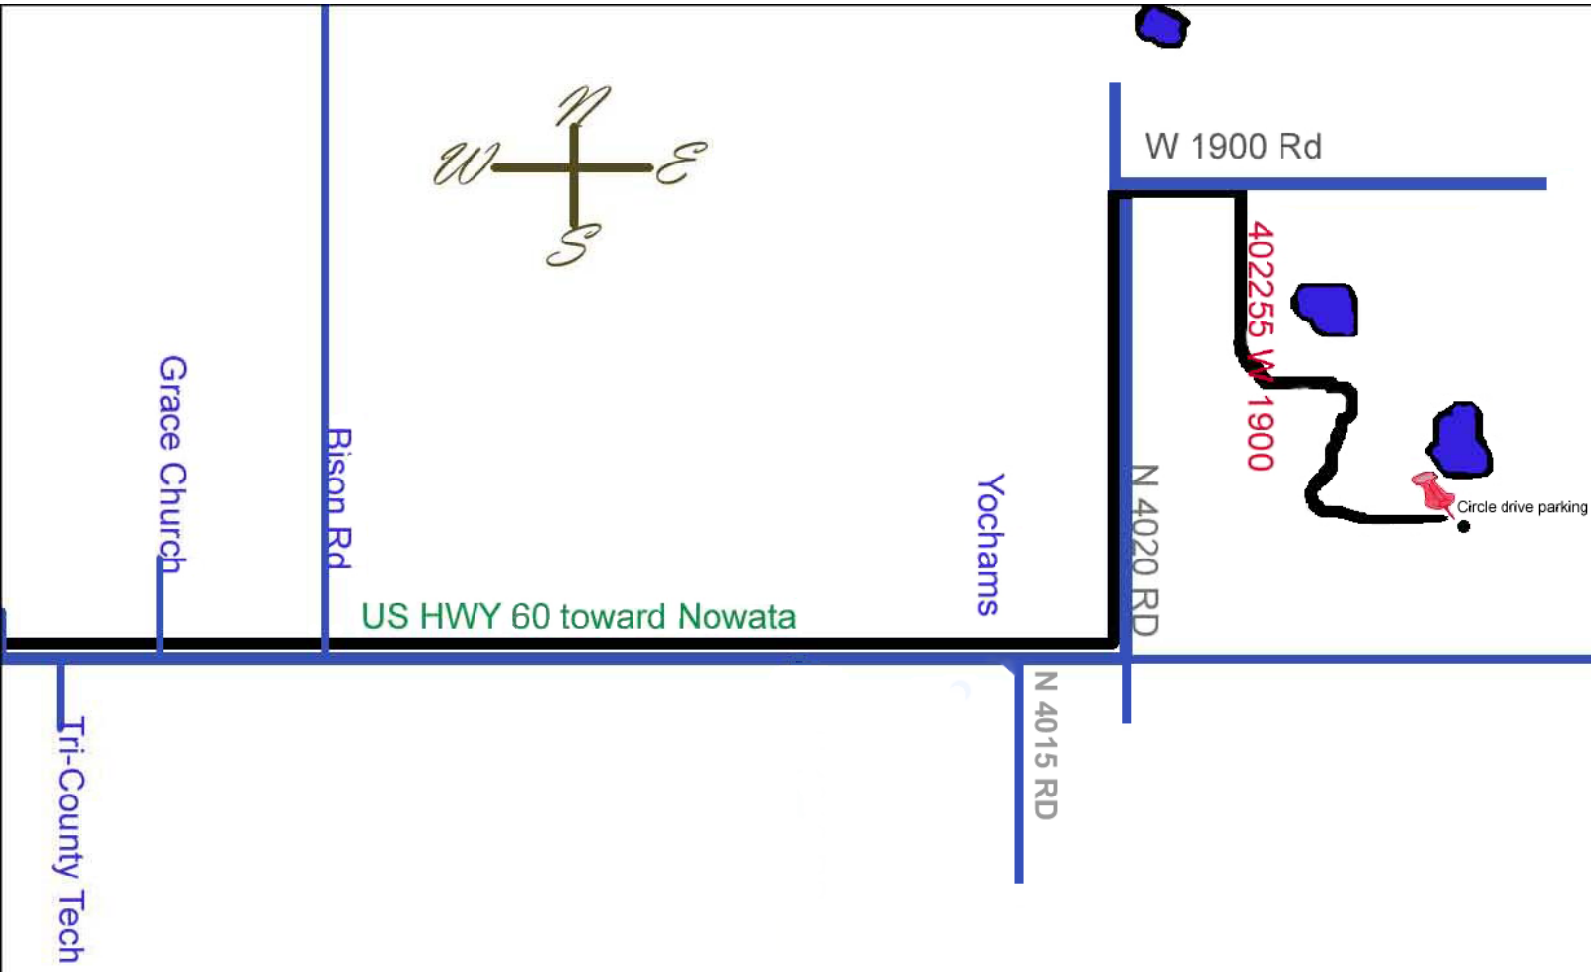 N
W E
S
W 1900 Rd
402255 W 1900
Grace Church
Bison Rd
Yochams
N 4020 RD
Circle drive parking
US HWY 60 toward Nowata
N 4015 RD
Tri-County Tech